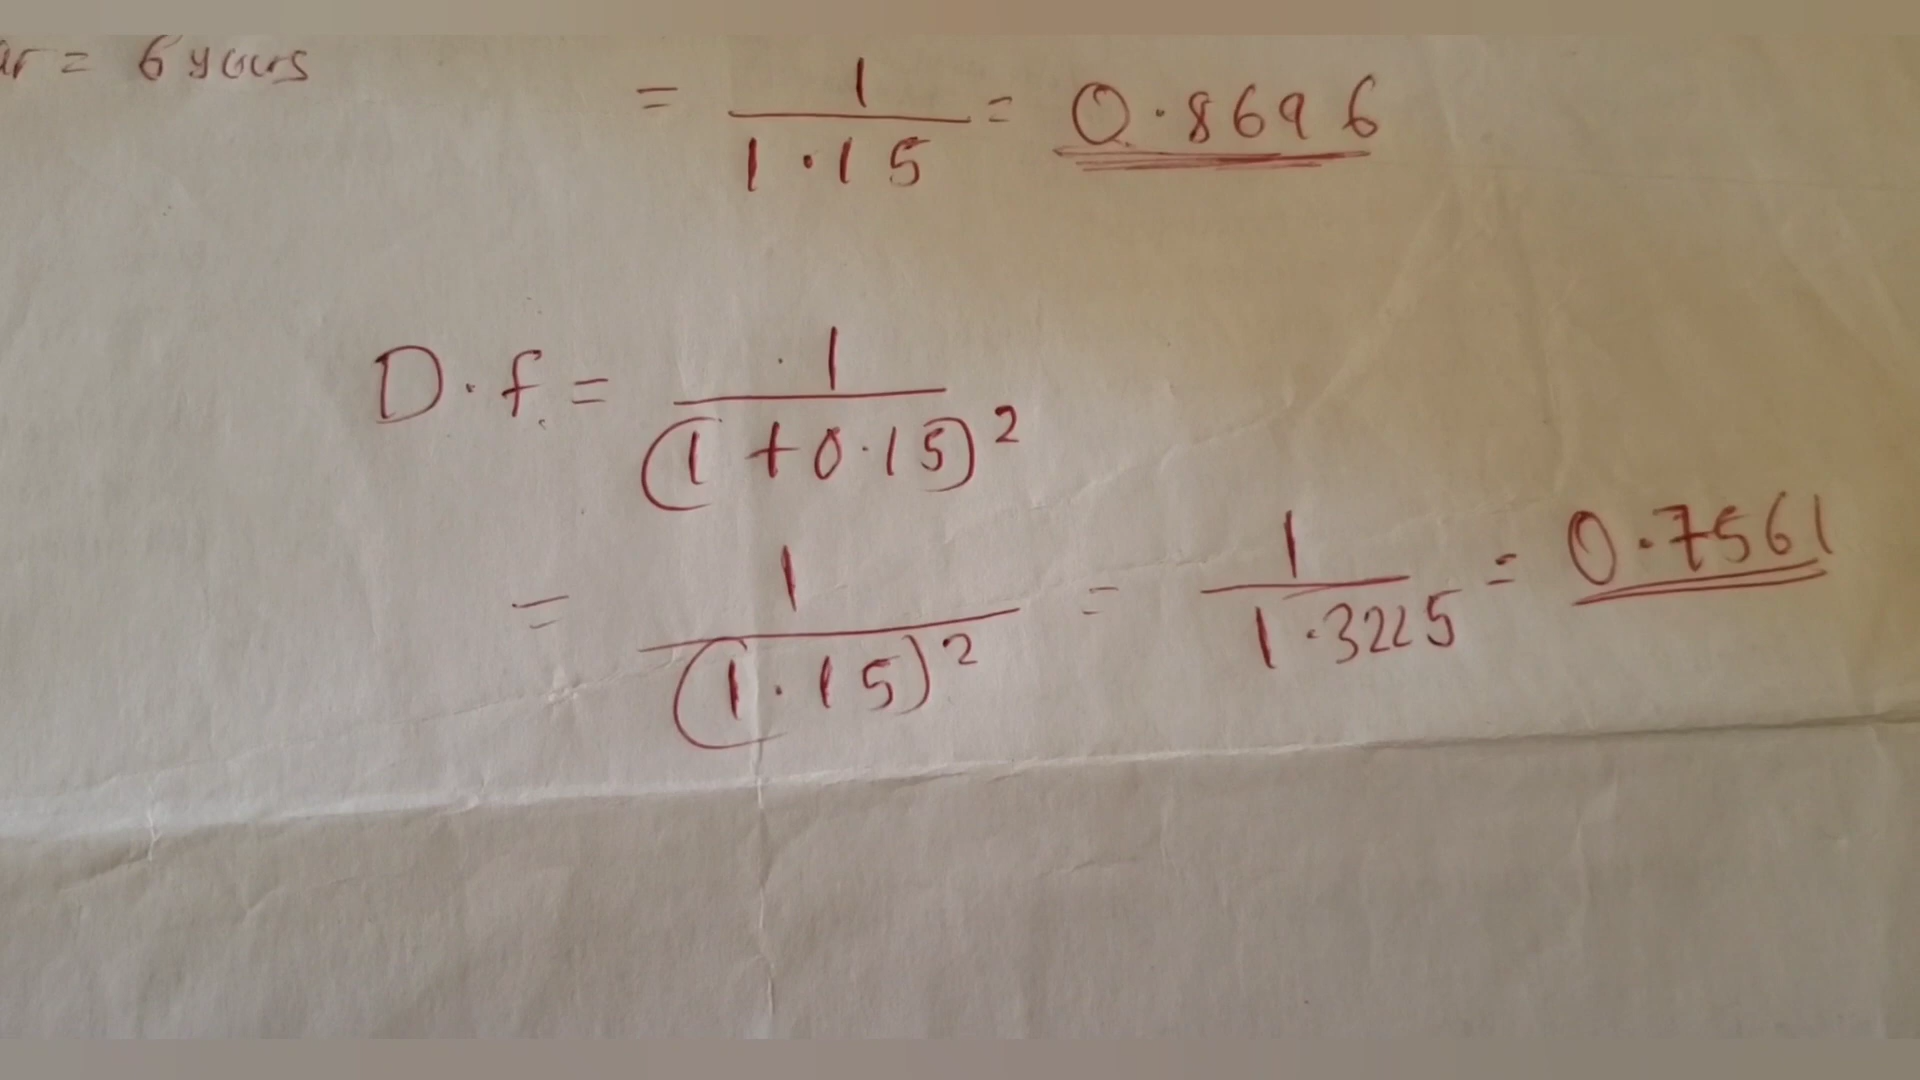 = 6 years
= 1/1.15 = 0.8696
D.f. = 1/(1+0.15)²
= 1/(1.15)² = 1/1.3225 = 0.7561